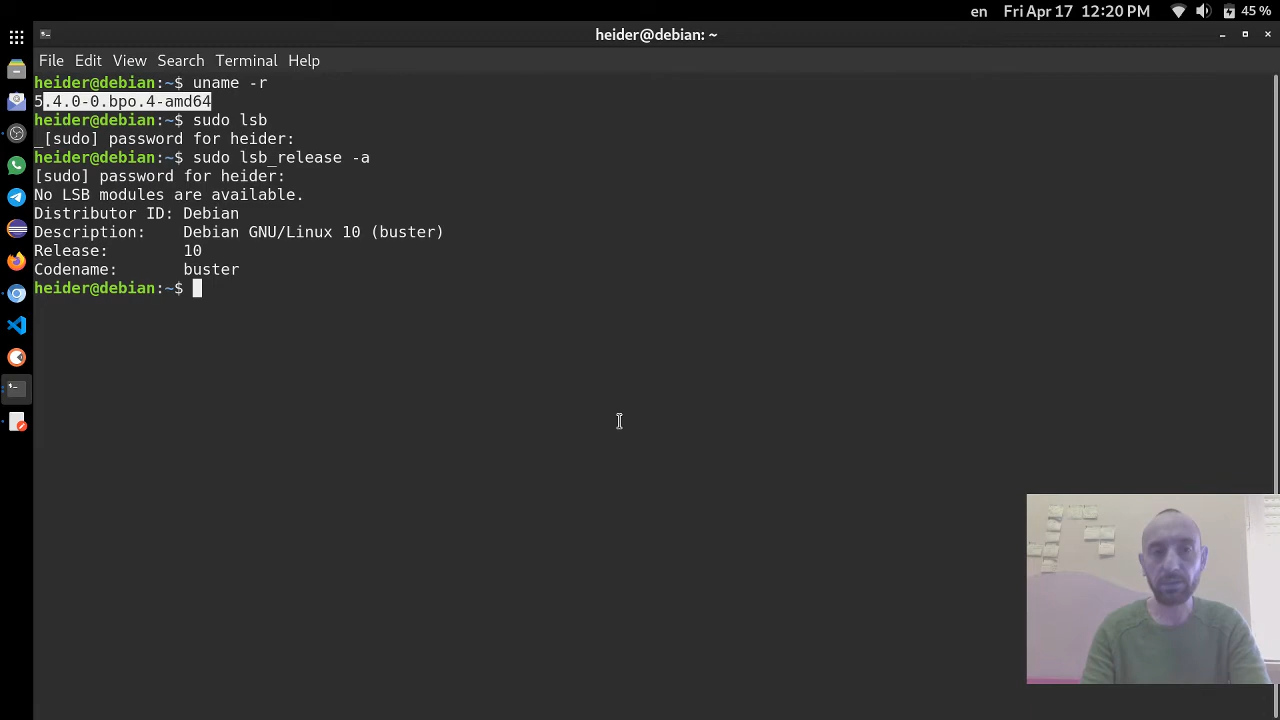 en Fri Apr 17 12:20 PM 45 %
heider@debian: ~
File Edit View Search Terminal Help
heider@debian:~$ uname -r
5.4.0-0.bpo.4-amd64
heider@debian:~$ sudo lsb
_[sudo] password for heider:
heider@debian:~$ sudo lsb_release -a
[sudo] password for heider:
No LSB modules are available.
Distributor ID: Debian
Description: Debian GNU/Linux 10 (buster)
Release: 10
Codename: buster
heider@debian:~$